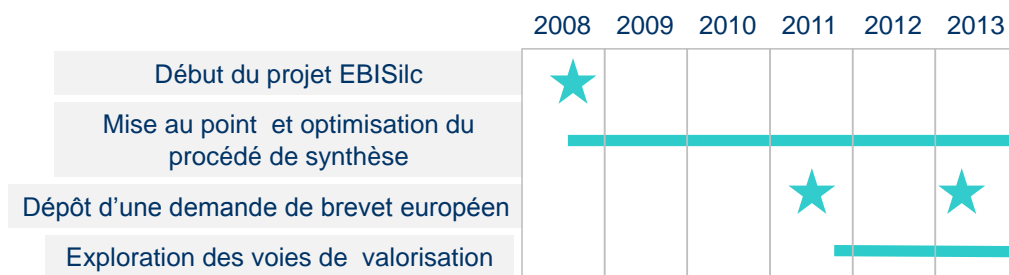 2008 2009 2010 2011 2012 2013
Début du projet EBISilc
Mise au point et optimisation du
procédé de synthèse
Dépôt d’une demande de brevet européen
Exploration des voies de valorisation